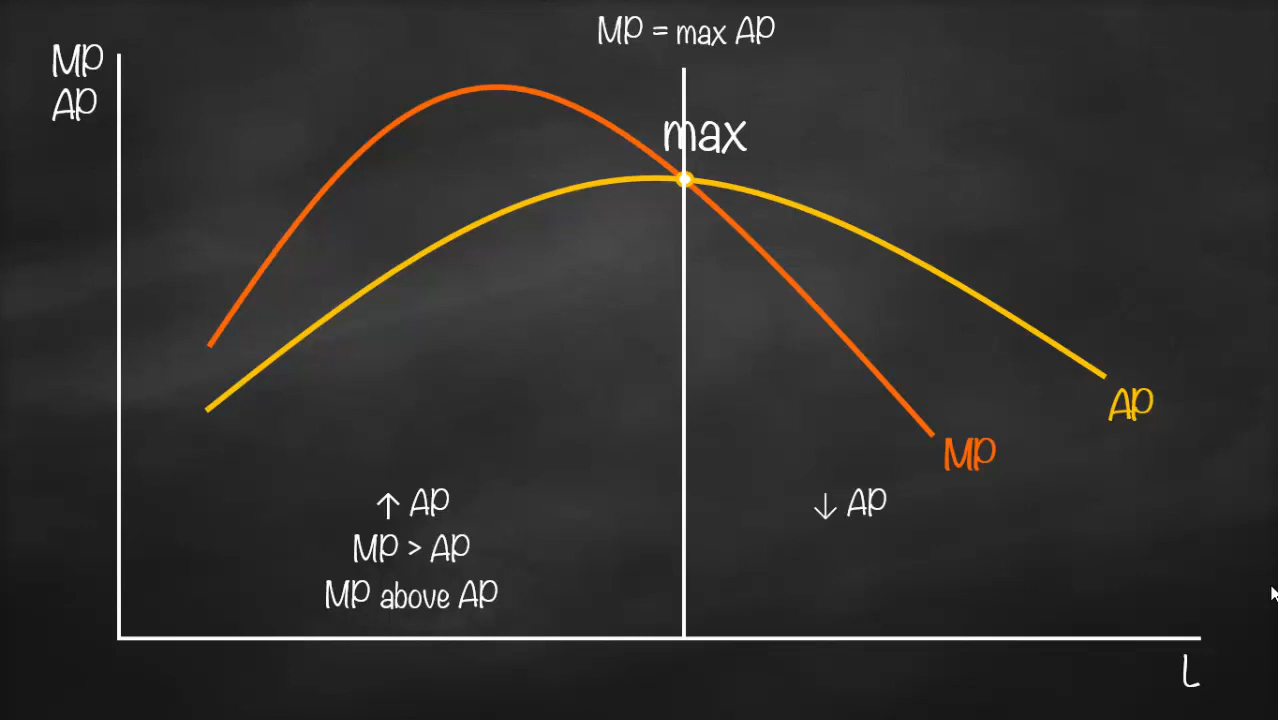 MP = max AP
MP
AP
max
AP
MP
↑ AP
↓ AP
MP > AP
MP above AP
L